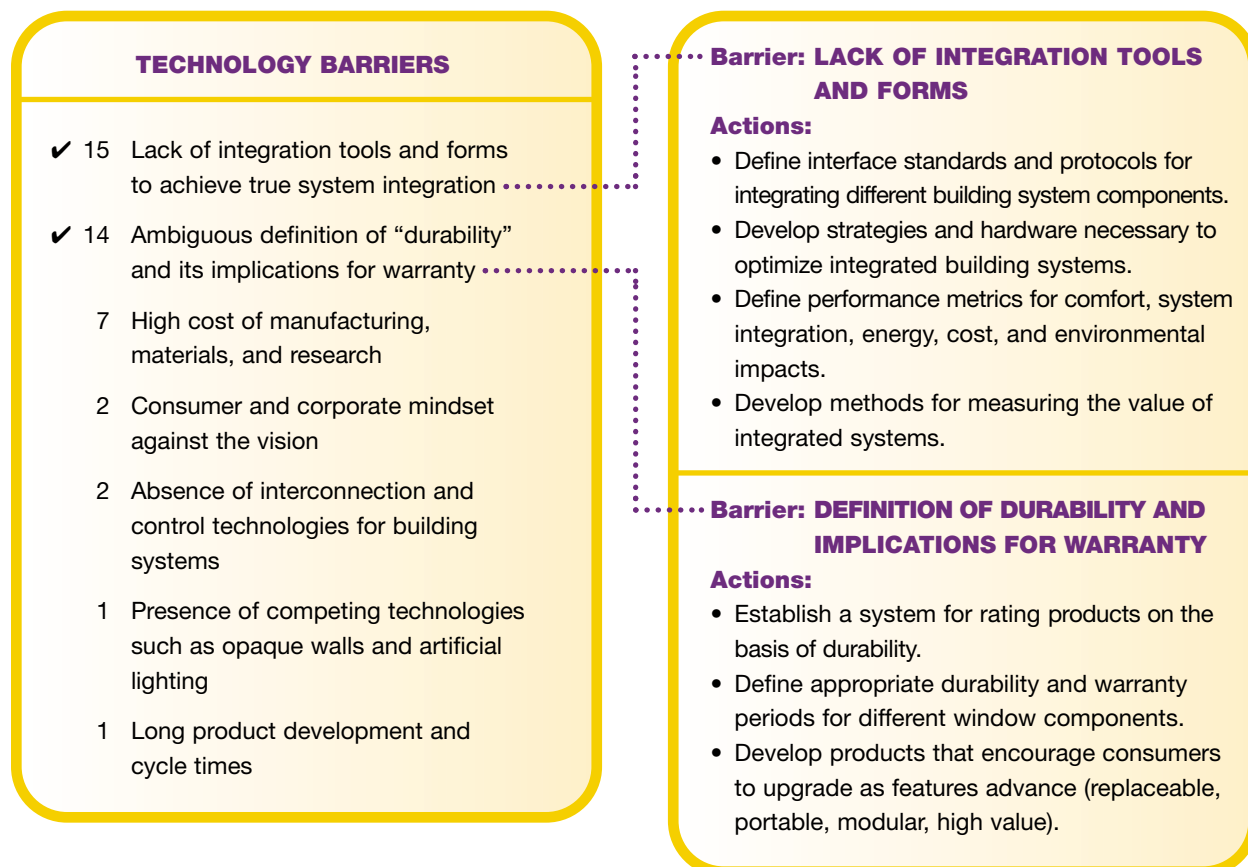 TECHNOLOGY BARRIERS
✔ 15 Lack of integration tools and forms
to achieve true system integration
✔ 14 Ambiguous definition of “durability”
and its implications for warranty
7 High cost of manufacturing,
materials, and research
2 Consumer and corporate mindset
against the vision
2 Absence of interconnection and
control technologies for building
systems
1 Presence of competing technologies
such as opaque walls and artificial
lighting
1 Long product development and
cycle times
Barrier: LACK OF INTEGRATION TOOLS
AND FORMS
Actions:
• Define interface standards and protocols for
integrating different building system components.
• Develop strategies and hardware necessary to
optimize integrated building systems.
• Define performance metrics for comfort, system
integration, energy, cost, and environmental
impacts.
• Develop methods for measuring the value of
integrated systems.
Barrier: DEFINITION OF DURABILITY AND
IMPLICATIONS FOR WARRANTY
Actions:
• Establish a system for rating products on the
basis of durability.
• Define appropriate durability and warranty
periods for different window components.
• Develop products that encourage consumers
to upgrade as features advance (replaceable,
portable, modular, high value).